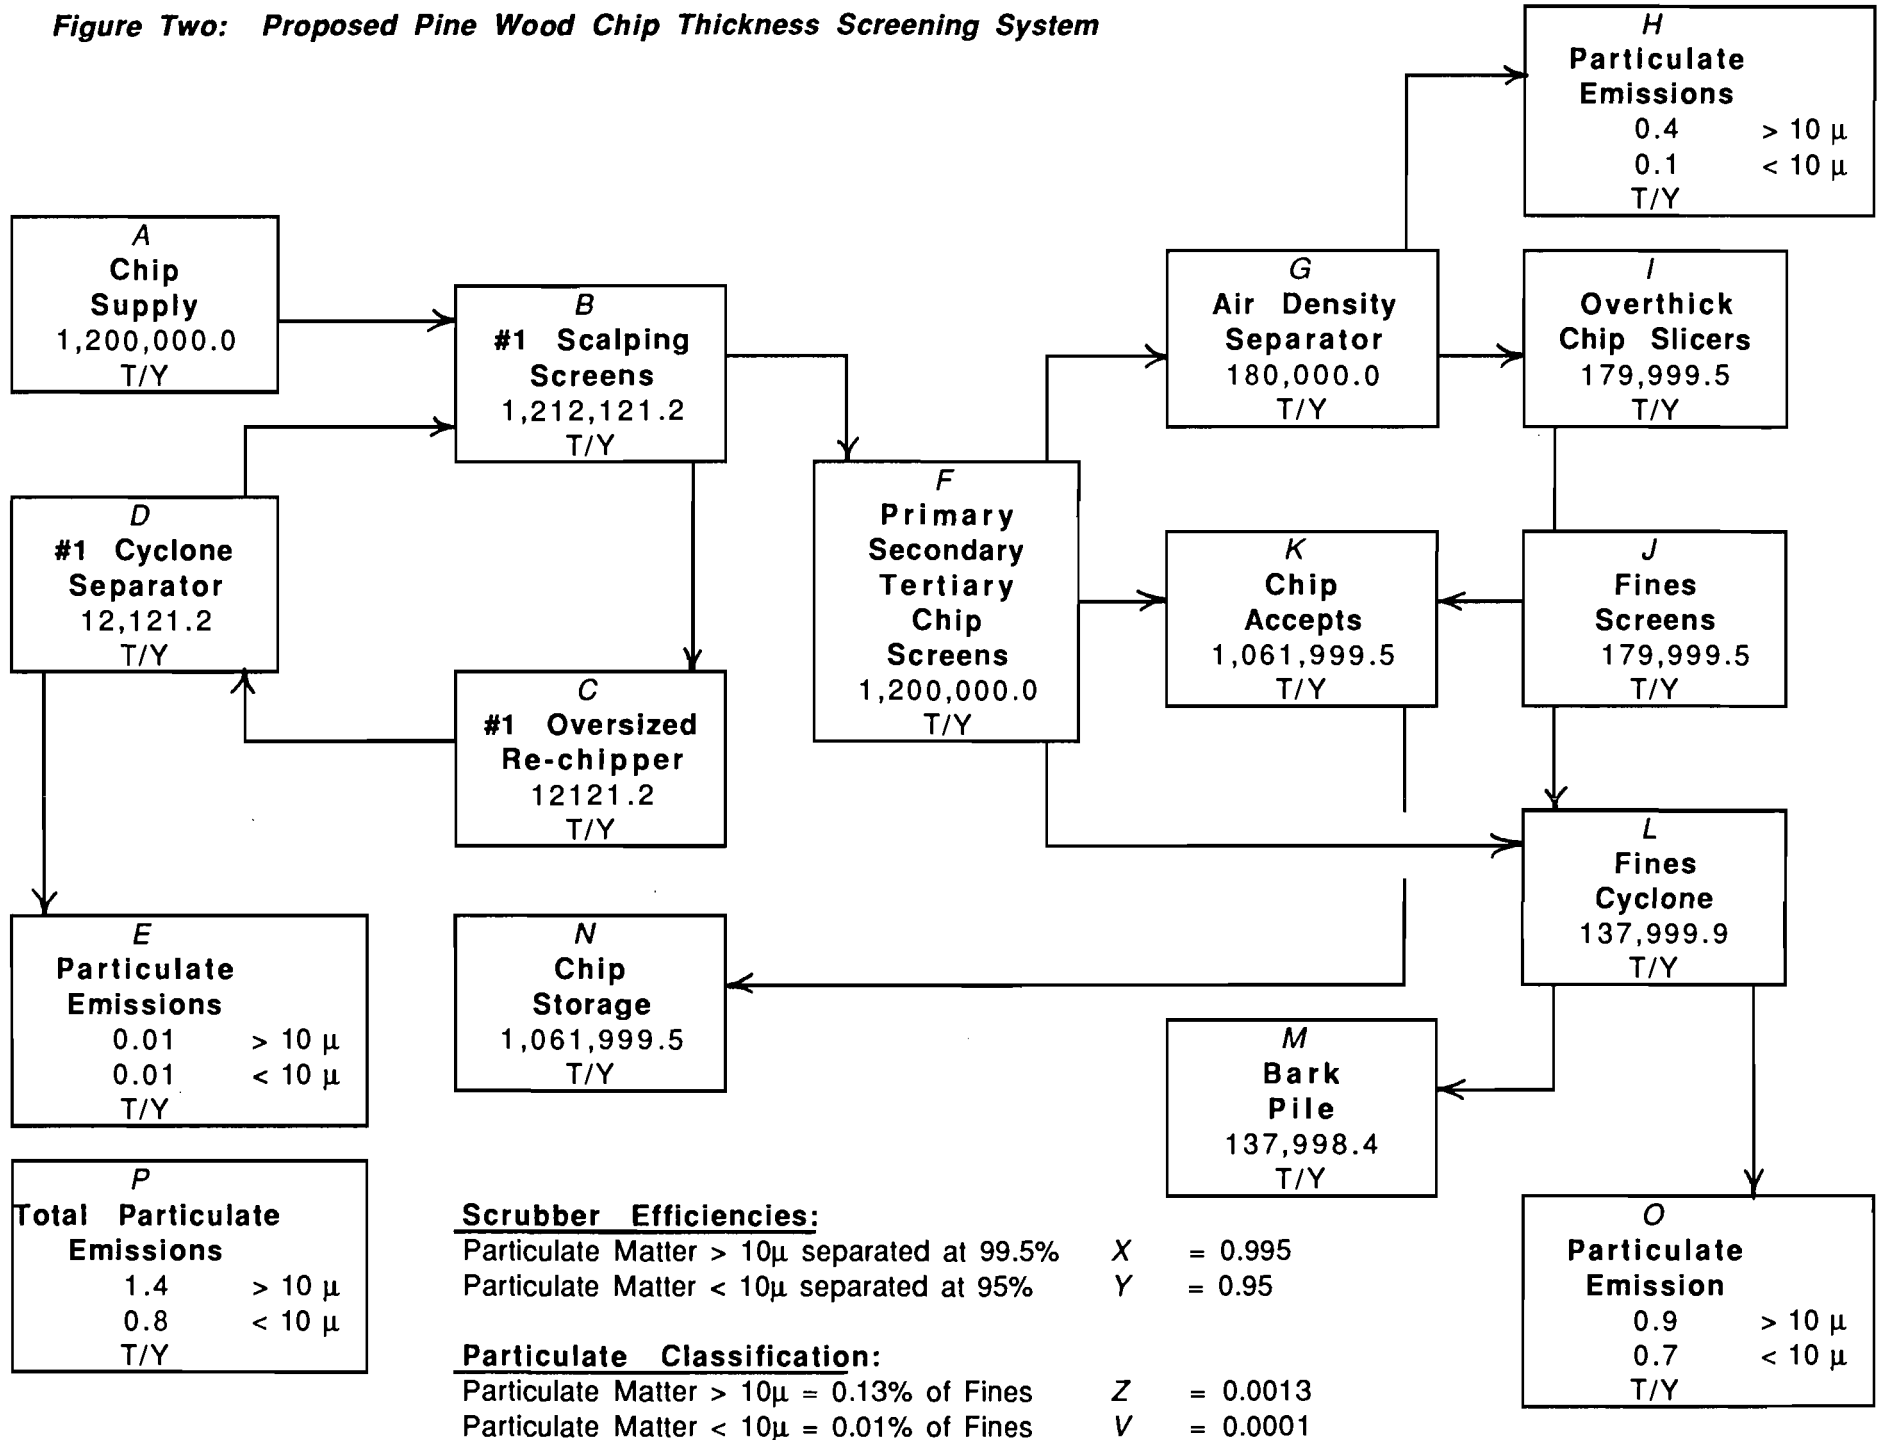 Figure Two: Proposed Pine Wood Chip Thickness Screening System
H
Particulate
Emissions
0.4 > 10 µ
0.1 < 10 µ
T/Y
A
Chip
Supply
1,200,000.0
T/Y
B
#1 Scalping
Screens
1,212,121.2
T/Y
G
Air Density
Separator
180,000.0
T/Y
I
Overthick
Chip Slicers
179,999.5
T/Y
D
#1 Cyclone
Separator
12,121.2
T/Y
F
Primary
Secondary
Tertiary
Chip
Screens
1,200,000.0
T/Y
K
Chip
Accepts
1,061,999.5
T/Y
J
Fines
Screens
179,999.5
T/Y
C
#1 Oversized
Re-chipper
12121.2
T/Y
L
Fines
Cyclone
137,999.9
T/Y
E
Particulate
Emissions
0.01 > 10 µ
0.01 < 10 µ
T/Y
N
Chip
Storage
1,061,999.5
T/Y
M
Bark
Pile
137,998.4
T/Y
P
Total Particulate
Emissions
1.4 > 10 µ
0.8 < 10 µ
T/Y
Scrubber Efficiencies:
Particulate Matter > 10µ separated at 99.5% X = 0.995
Particulate Matter < 10µ separated at 95% Y = 0.95
Particulate Classification:
Particulate Matter > 10µ = 0.13% of Fines Z = 0.0013
Particulate Matter < 10µ = 0.01% of Fines V = 0.0001
O
Particulate
Emission
0.9 > 10 µ
0.7 < 10 µ
T/Y